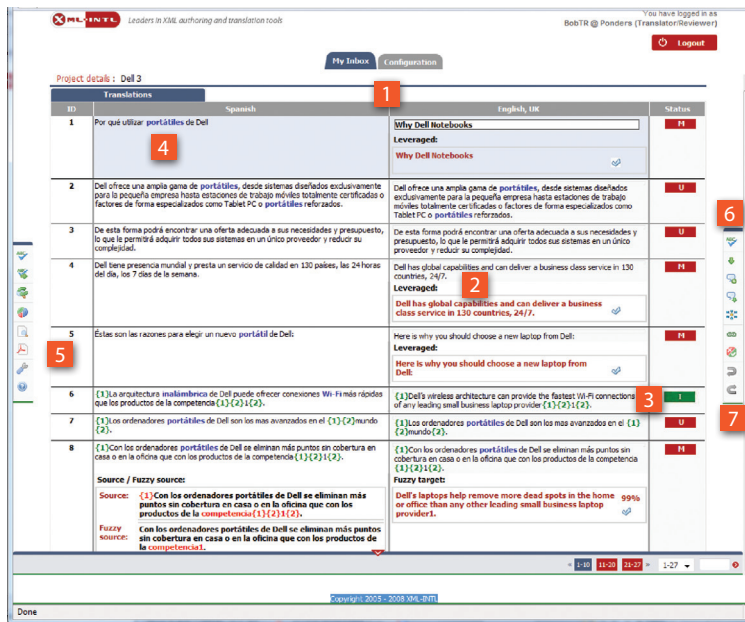 XML-INTL Leaders in XML authoring and translation tools
You have logged in as
BobTR @ Ponders (Translator/Reviewer)
Logout
My Inbox Configuration
Project details : Dell 3
1
Translations
ID Spanish English, UK Status
1 Por qué utilizar portátiles de Dell
Why Dell Notebooks
M
Leveraged:
4
Why Dell Notebooks
2 Dell ofrece una amplia gama de portátiles, desde sistemas diseñados exclusivamente
para la pequeña empresa hasta estaciones de trabajo móviles totalmente certificadas o
factores de forma especializados como Tablet PC o portátiles reforzados.
Dell ofrece una amplia gama de portátiles, desde sistemas diseñados
exclusivamente para la pequeña empresa hasta estaciones de trabajo
móviles totalmente certificadas o factores de forma especializados como
Tablet PC o portátiles reforzados.
U
6
3 De esta forma podrá encontrar una oferta adecuada a sus necesidades y presupuesto,
lo que le permitirá adquirir todos sus sistemas en un único proveedor y reducir su
complejidad.
De esta forma podrá encontrar una oferta adecuada a sus necesidades y
presupuesto, lo que le permitirá adquirir todos sus sistemas en un único
proveedor y reducir su complejidad.
U
4 Dell tiene presencia mundial y presta un servicio de calidad en 130 países, las 24 horas
del día, los 7 días de la semana.
Dell has global capabilities and can deliver a business class service in 130
countries, 24/7.
M
2
Leveraged:
Dell has global capabilities and can deliver a business
class service in 130 countries, 24/7.
5 Éstas son las razones para elegir un nuevo portátil de Dell:
Here is why you should choose a new laptop from Dell:
M
5
Leveraged:
Here is why you should choose a new laptop from
Dell:
6 {1}La arquitectura inalámbrica de Dell puede ofrecer conexiones Wi-Fi más rápidas
que los productos de la competencia{1}{2}1{2}.
{1}Dell's wireless architecture can provide the fastest Wi-Fi connections
of any leading small business laptop provider{1}{2}1{2}.
3
I
7
7 {1}Los ordenadores portátiles de Dell son los mas avanzados en el {1}{2}mundo
{2}.
{1}Los ordenadores portátiles de Dell son los mas avanzados en el {1}
{2}mundo{2}.
U
8 {1}Con los ordenadores portátiles de Dell se eliminan más puntos sin cobertura en
casa o en la oficina que con los productos de la competencia{1}{2}1{2}.
{1}Con los ordenadores portátiles de Dell se eliminan más puntos sin
cobertura en casa o en la oficina que con los productos de la competencia
{1}{2}1{2}.
M
Source / Fuzzy source:
Source: {1}Con los ordenadores portátiles de Dell se eliminan más
puntos sin cobertura en casa o en la oficina que con los
productos de la competencia{1}{2}1{2}.
Fuzzy source: Con los ordenadores portátiles de Dell se eliminan más puntos
sin cobertura en casa o en la oficina que con los productos de
la competencia1.
Fuzzy target:
Dell's laptops help remove more dead spots in the home
or office than any other leading small business laptop
provider1.
99%
« 1-10 11-20 21-27 » 1-27
Copyright 2005 - 2008 XML-INTL
Done